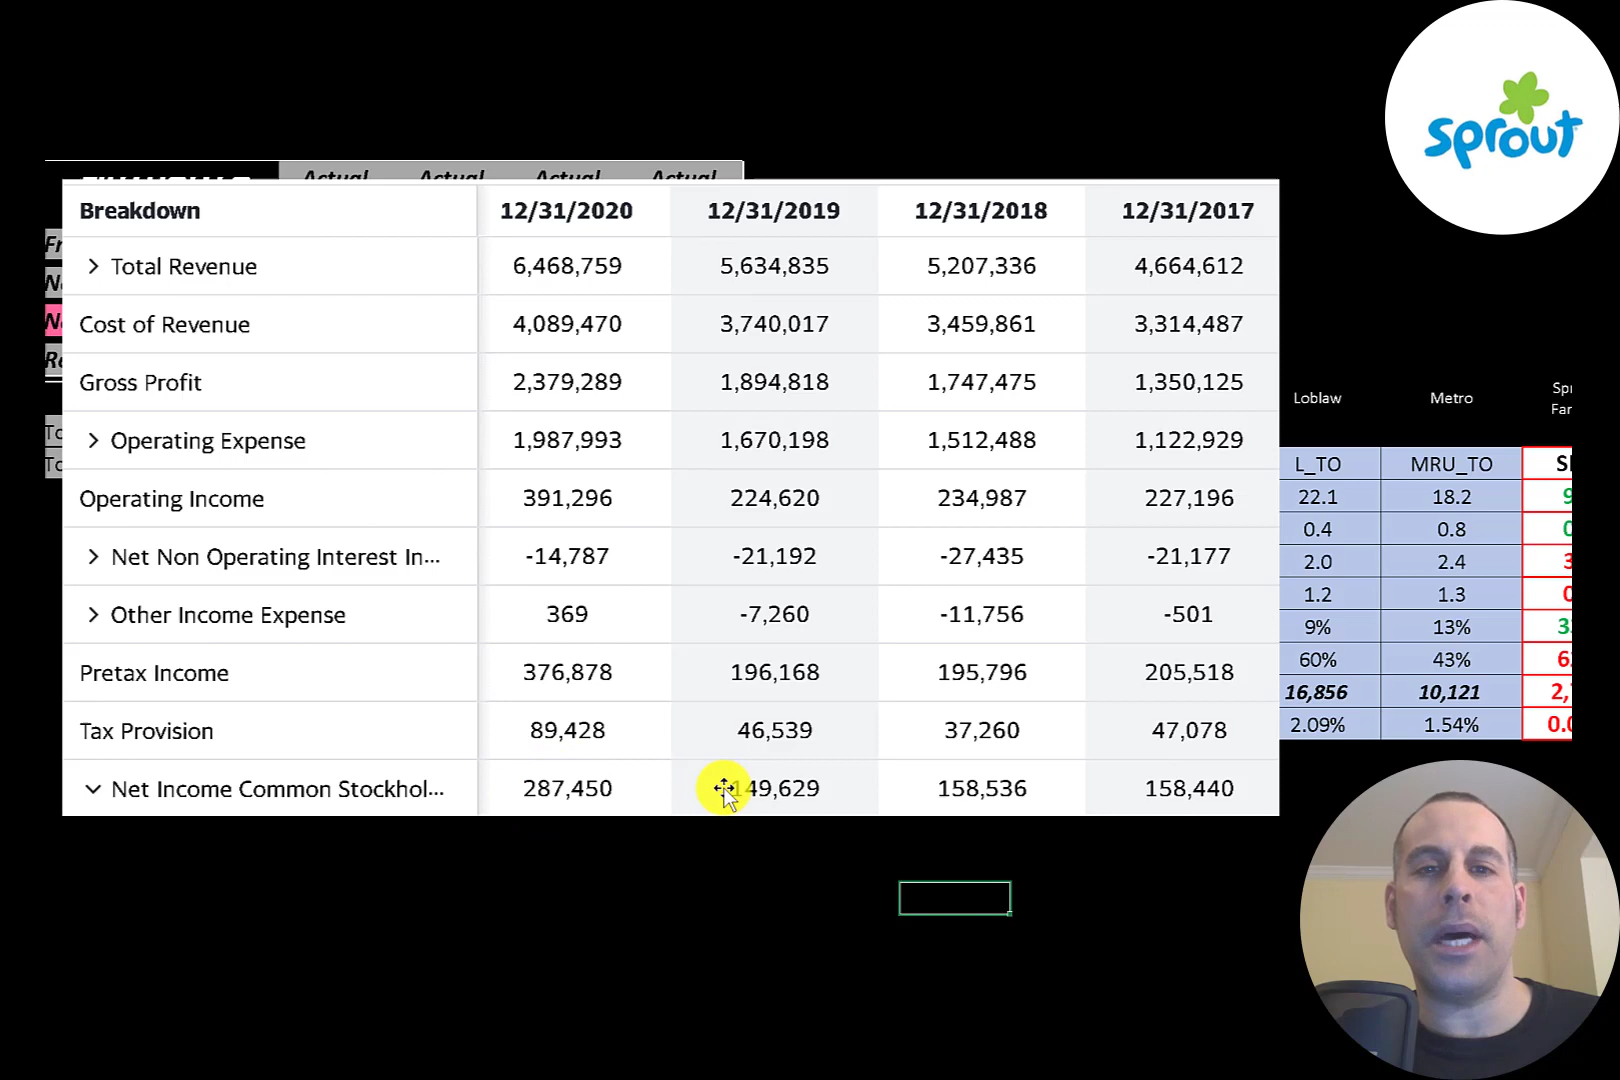 sprout
Actual Actual Actual Actual
Breakdown 12/31/2020 12/31/2019 12/31/2018 12/31/2017
Total Revenue 6,468,759 5,634,835 5,207,336 4,664,612
Cost of Revenue 4,089,470 3,740,017 3,459,861 3,314,487
Gross Profit 2,379,289 1,894,818 1,747,475 1,350,125
Operating Expense 1,987,993 1,670,198 1,512,488 1,122,929
Operating Income 391,296 224,620 234,987 227,196
Net Non Operating Interest In... -14,787 -21,192 -27,435 -21,177
Other Income Expense 369 -7,260 -11,756 -501
Pretax Income 376,878 196,168 195,796 205,518
Tax Provision 89,428 46,539 37,260 47,078
Net Income Common Stockhol... 287,450 149,629 158,536 158,440
Loblaw Metro
L_TO MRU_TO
22.1 18.2
0.4 0.8
2.0 2.4
1.2 1.3
9% 13%
60% 43%
16,856 10,121
2.09% 1.54%